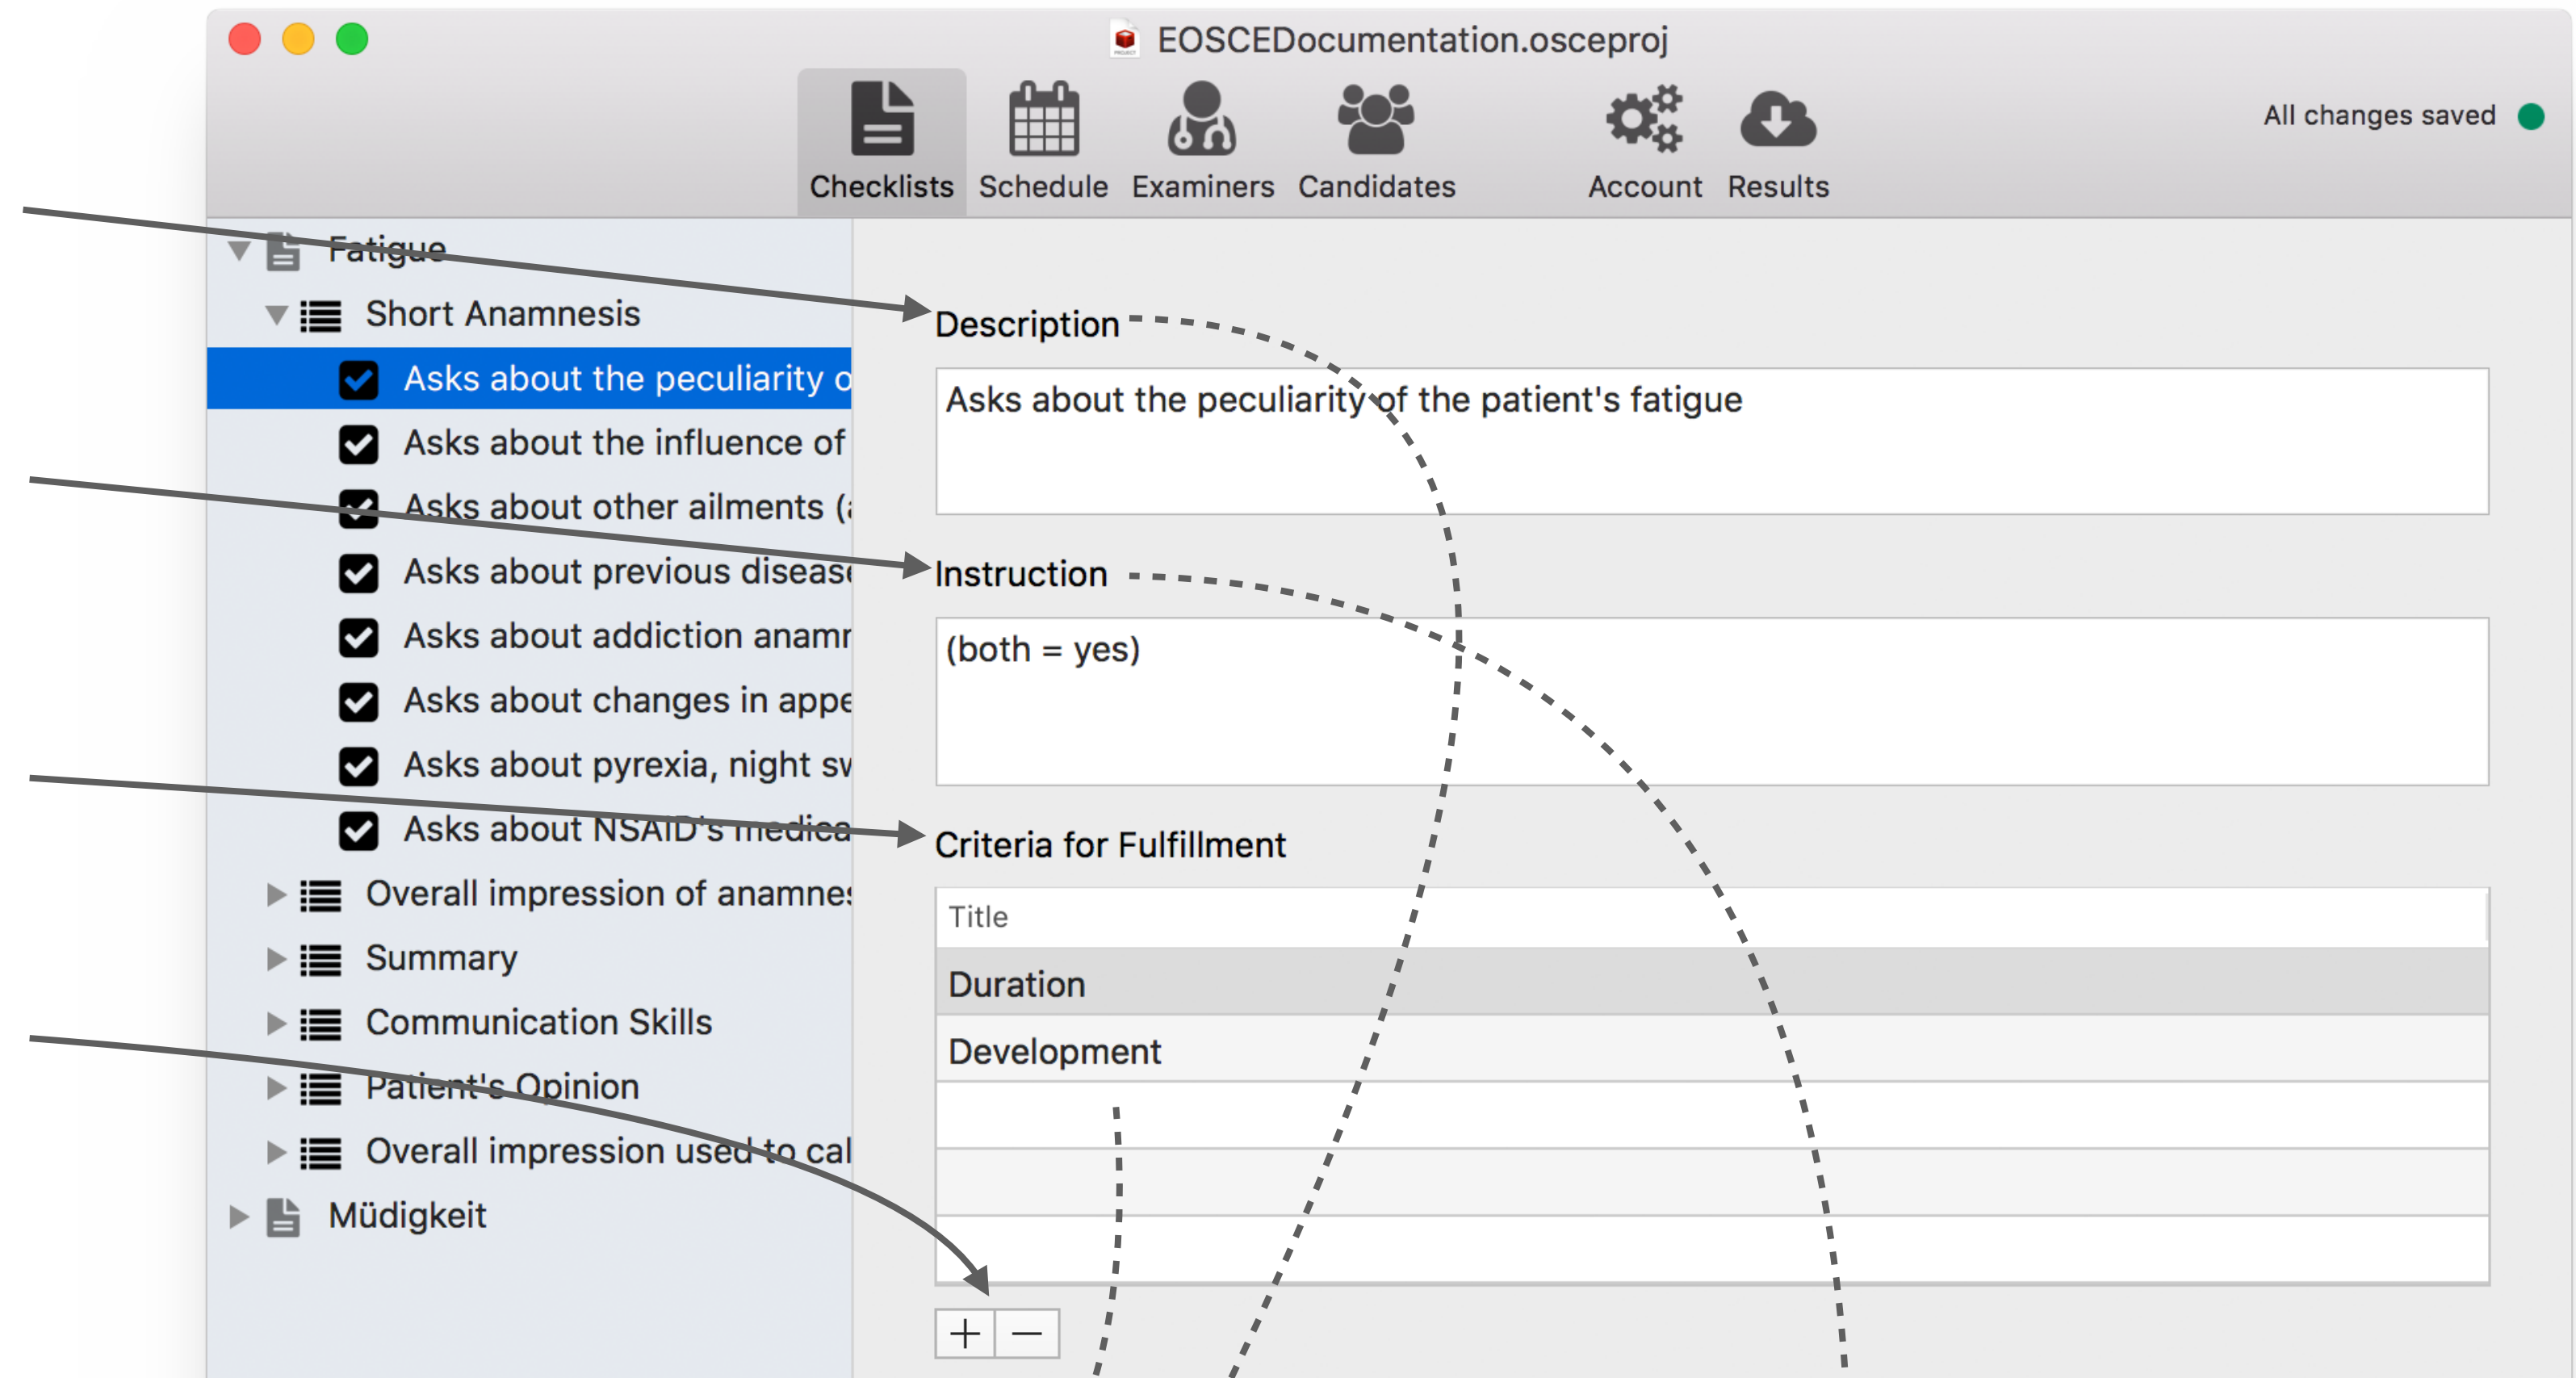 EOSCEDocumentation.osceproj
Checklists Schedule Examiners Candidates Account Results
All changes saved
Fatigue
Short Anamnesis
Asks about the peculiarity o
Asks about the influence of
Asks about other ailments (
Asks about previous disease
Asks about addiction anamn
Asks about changes in appe
Asks about pyrexia, night sw
Asks about NSAID's medica
Overall impression of anamnes
Summary
Communication Skills
Patient's Opinion
Overall impression used to cal
Müdigkeit
Description
Asks about the peculiarity of the patient's fatigue
Instruction
(both = yes)
Criteria for Fulfillment
Title
Duration
Development